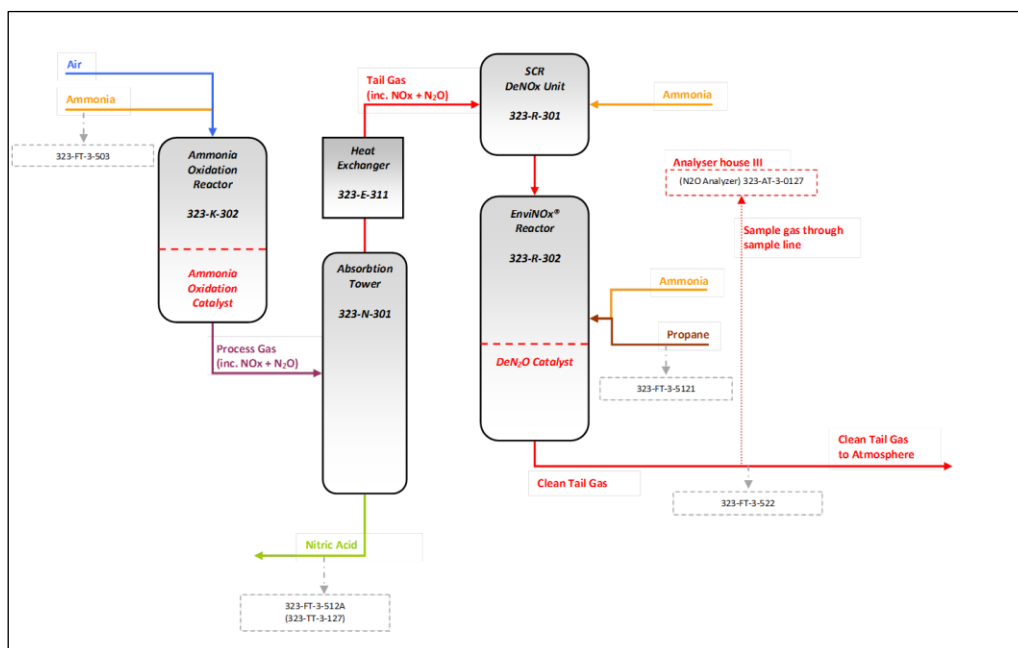 Air
Ammonia
323-FT-3-503
Ammonia
Oxidation
Reactor
323-K-302
Ammonia
Oxidation
Catalyst
Process Gas
(inc. NOx + N₂O)
Tail Gas
(inc. NOx + N₂O)
Heat
Exchanger
323-E-311
Absorbtion
Tower
323-N-301
Nitric Acid
323-FT-3-512A
(323-TT-3-127)
SCR
DeNOx Unit
323-R-301
Ammonia
EnviNOx®
Reactor
323-R-302
DeN₂O Catalyst
Ammonia
Propane
323-FT-3-5121
Analyser house III
(N2O Analyzer) 323-AT-3-0127
Sample gas through
sample line
Clean Tail Gas
Clean Tail Gas
to Atmosphere
323-FT-3-522